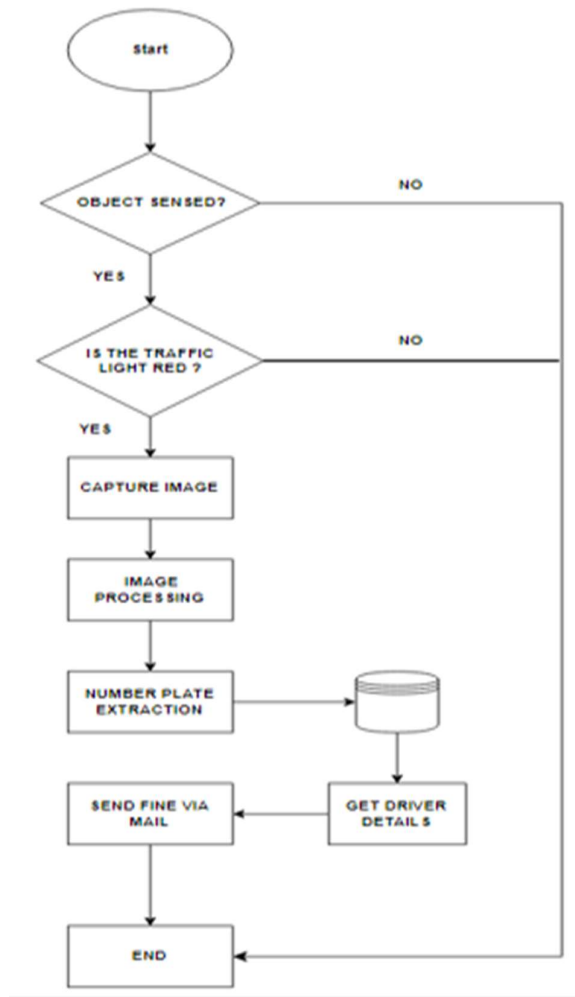 Start
OBJECT SENSED?
NO
YES
IS THE TRAFFIC
LIGHT RED ?
NO
YES
CAPTURE IMAGE
IMAGE
PROCESSING
NUMBER PLATE
EXTRACTION
SEND FINE VIA
MAIL
GET DRIVER
DETAILS
END